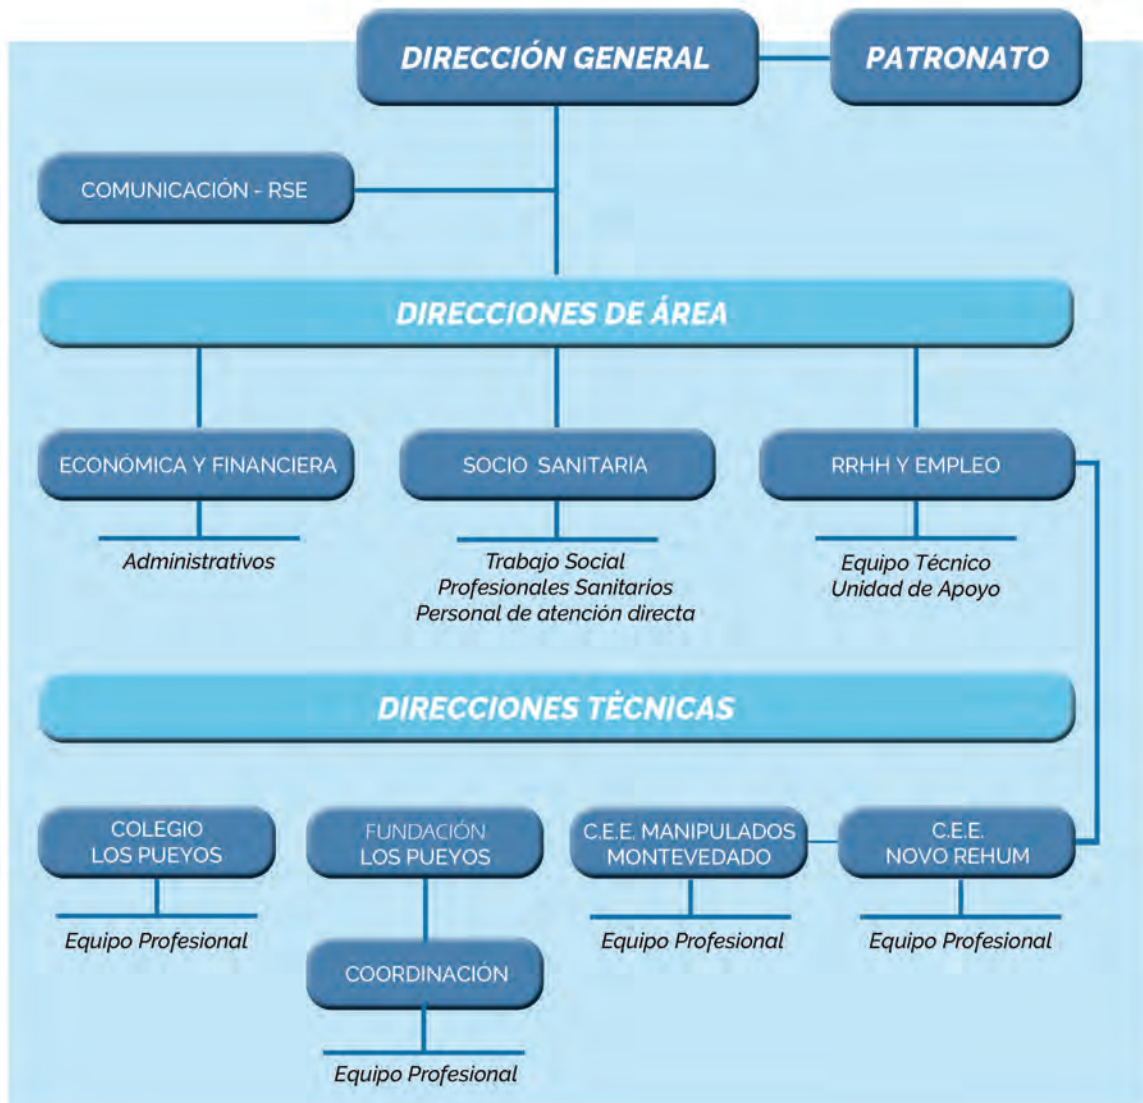 DIRECCIÓN GENERAL
PATRONATO
COMUNICACIÓN - RSE
DIRECCIONES DE ÁREA
ECONÓMICA Y FINANCIERA
SOCIO SANITARIA
RRHH Y EMPLEO
Administrativos
Trabajo Social
Profesionales Sanitarios
Personal de atención directa
Equipo Técnico
Unidad de Apoyo
DIRECCIONES TÉCNICAS
COLEGIO
LOS PUEYOS
FUNDACIÓN
LOS PUEYOS
C.E.E. MANIPULADOS
MONTEVEDADO
C.E.E.
NOVO REHUM
Equipo Profesional
Equipo Profesional
Equipo Profesional
COORDINACIÓN
Equipo Profesional